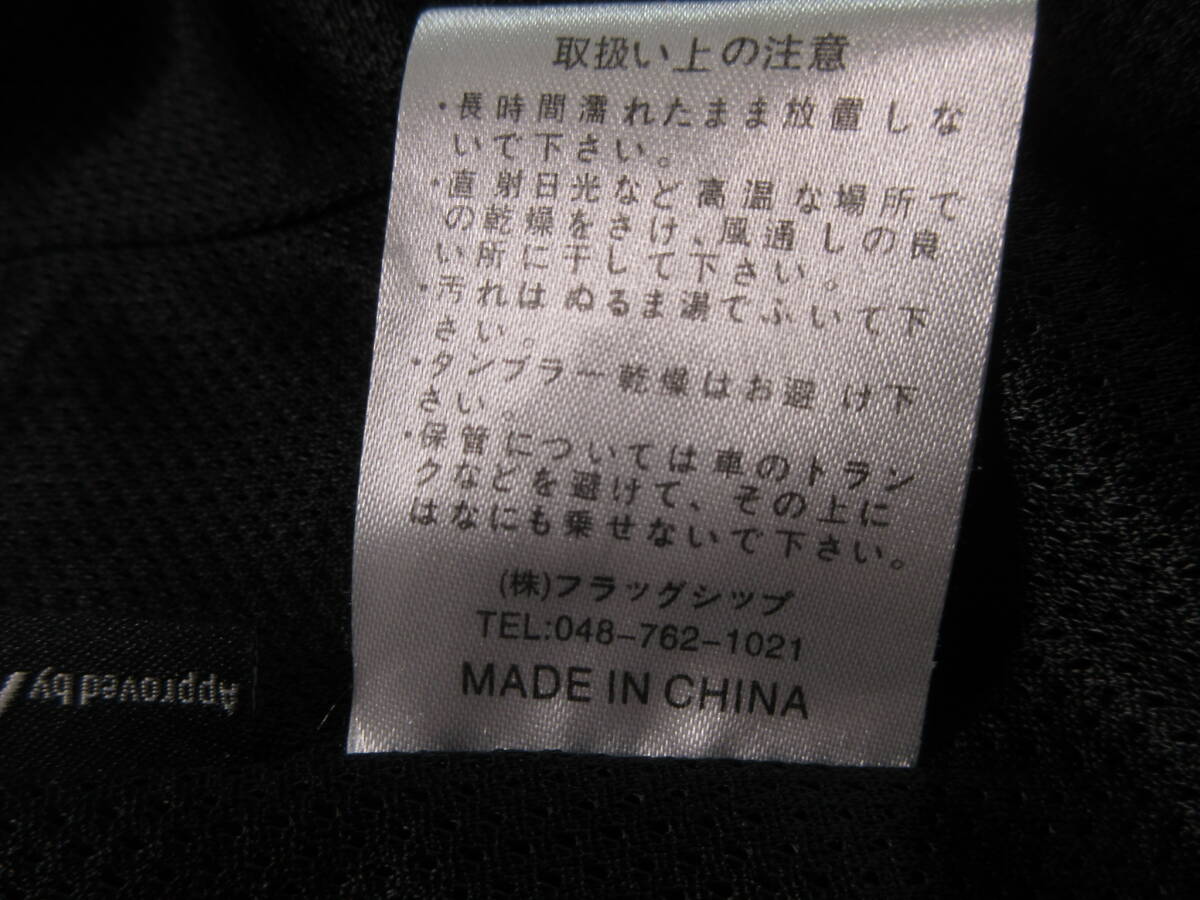 取扱い上の注意
・長時間濡れたまま放置しな
いで下さい。
・直射日光など高温な場所で
の乾燥をさけ、風通しの良
い所に干して下さい。
・汚れはぬるま湯でふいて下
さい。
・タンブラー乾燥はお避け下
さい。
・保管については車のトラン
クなどを避けて、その上に
はなにも乗せないで下さい。
(株)フラッグシップ
TEL:048-762-1021
MADE IN CHINA
Approved by